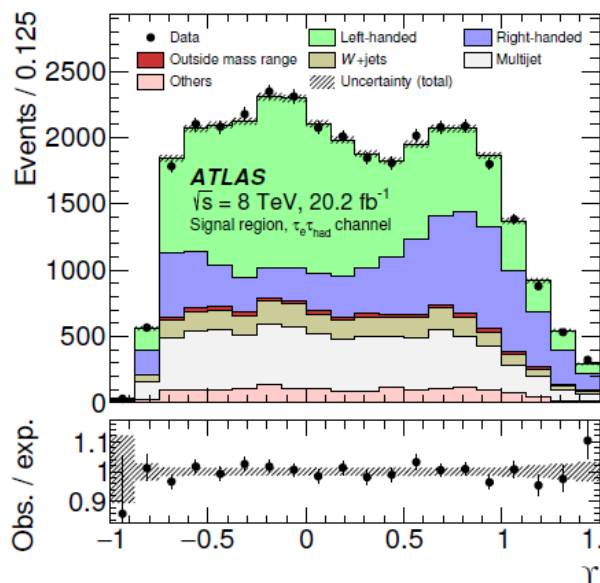 Events / 0.125
Data
Left-handed
Right-handed
Outside mass range
W+jets
Multijet
Others
Uncertainty (total)
2500
2000
1500
1000
500
0
ATLAS
√s = 8 TeV, 20.2 fb⁻¹
Signal region, τₑτhad channel
Obs. / exp.
1.1
1
0.9
−1
−0.5
0
0.5
1
1.
ϒ